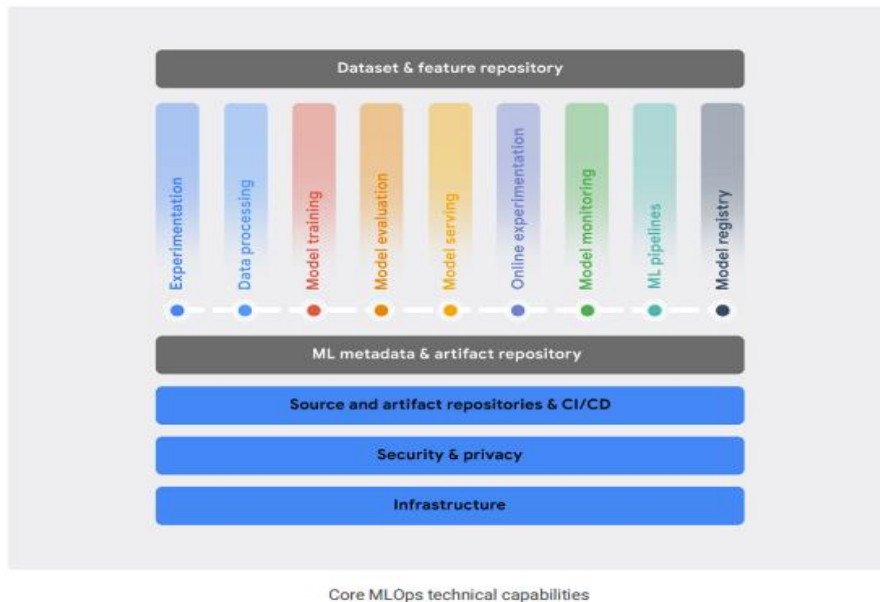 Dataset & feature repository
Experimentation
Data processing
Model training
Model evaluation
Model serving
Online experimentation
Model monitoring
ML pipelines
Model registry
ML metadata & artifact repository
Source and artifact repositories & CI/CD
Security & privacy
Infrastructure
Core MLOps technical capabilities